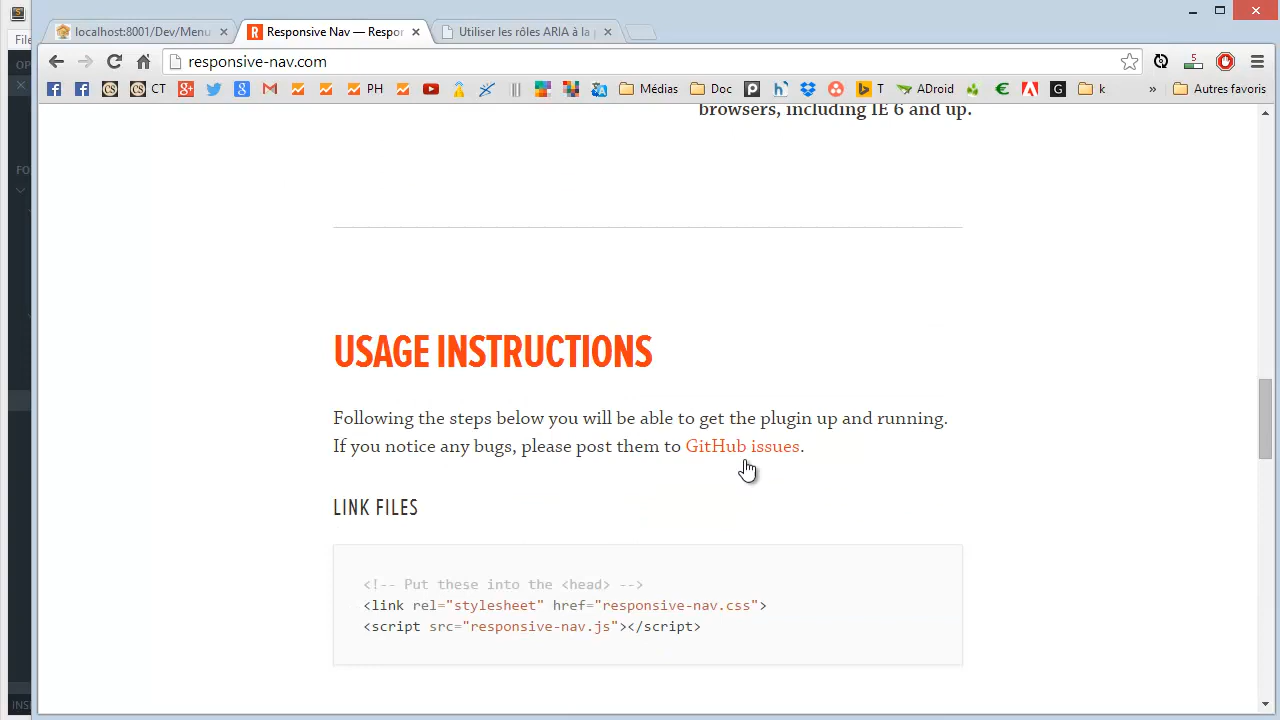 localhost:8001/Dev/Menu
Responsive Nav — Respo
Utiliser les rôles ARIA à la
File
responsive-nav.com
5
CT
PH
Médias
Doc
T
ADroid
k
»
Autres favoris
browsers, including IE 6 and up.
FO
USAGE INSTRUCTIONS
Following the steps below you will be able to get the plugin up and running.
If you notice any bugs, please post them to GitHub issues.
LINK FILES
<!-- Put these into the <head> -->
<link rel="stylesheet" href="responsive-nav.css">
<script src="responsive-nav.js"></script>
INS